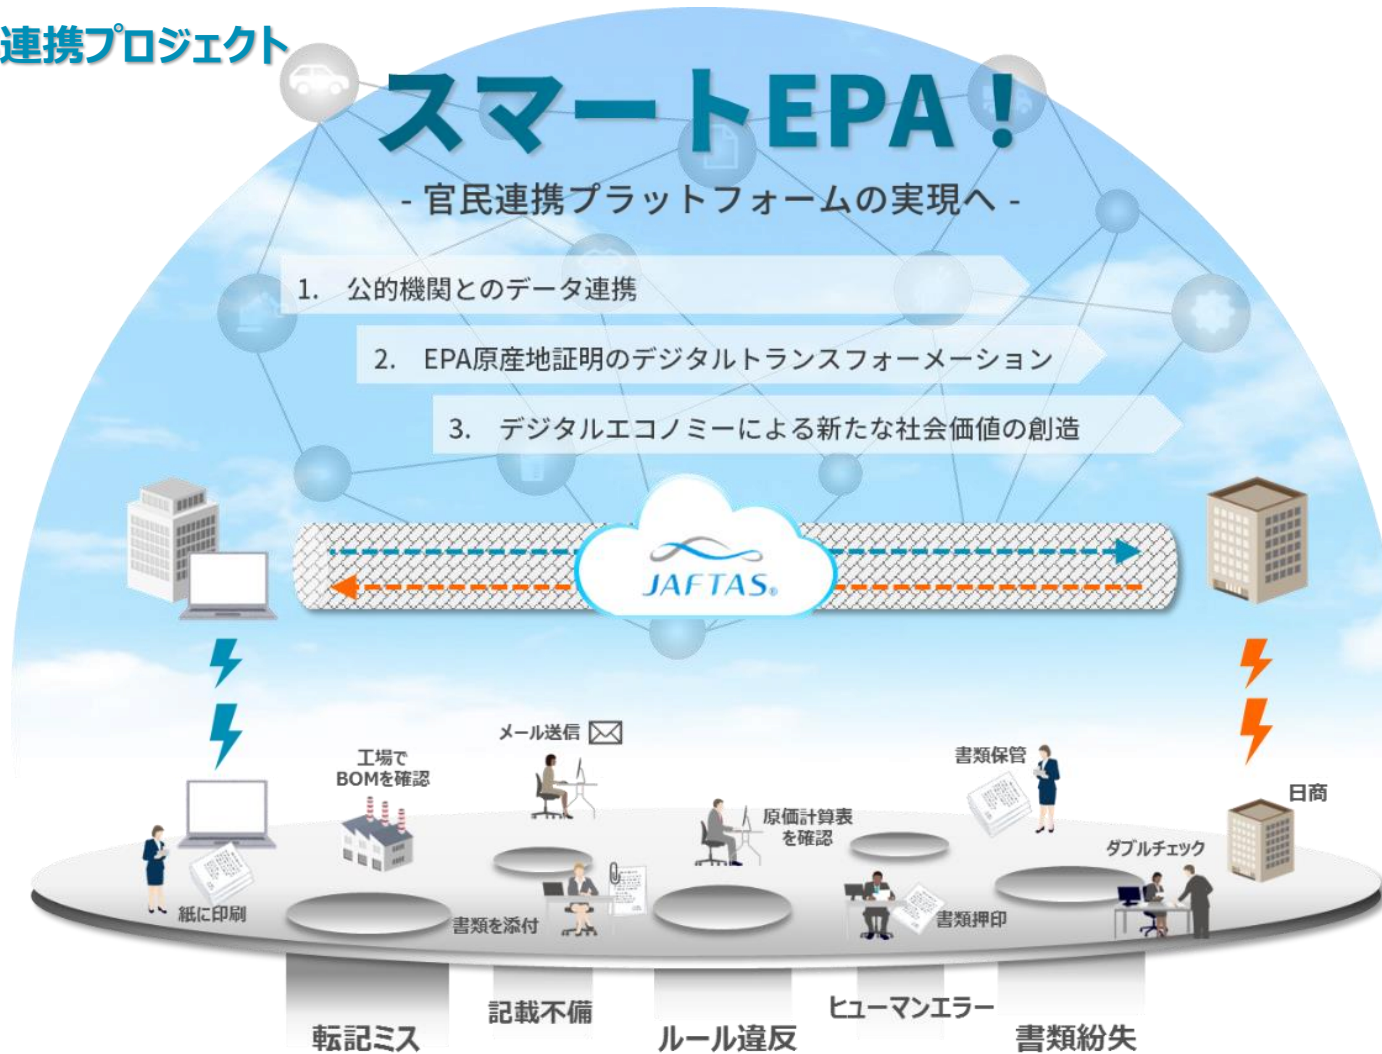 連携プロジェクト
スマートEPA！
- 官民連携プラットフォームの実現へ -
1. 公的機関とのデータ連携
2. EPA原産地証明のデジタルトランスフォーメーション
3. デジタルエコノミーによる新たな社会価値の創造
JAFTAS®
メール送信
工場で
BOMを確認
書類保管
日商
原価計算表
を確認
ダブルチェック
紙に印刷
書類を添付
書類押印
記載不備
ヒューマンエラー
転記ミス
ルール違反
書類紛失